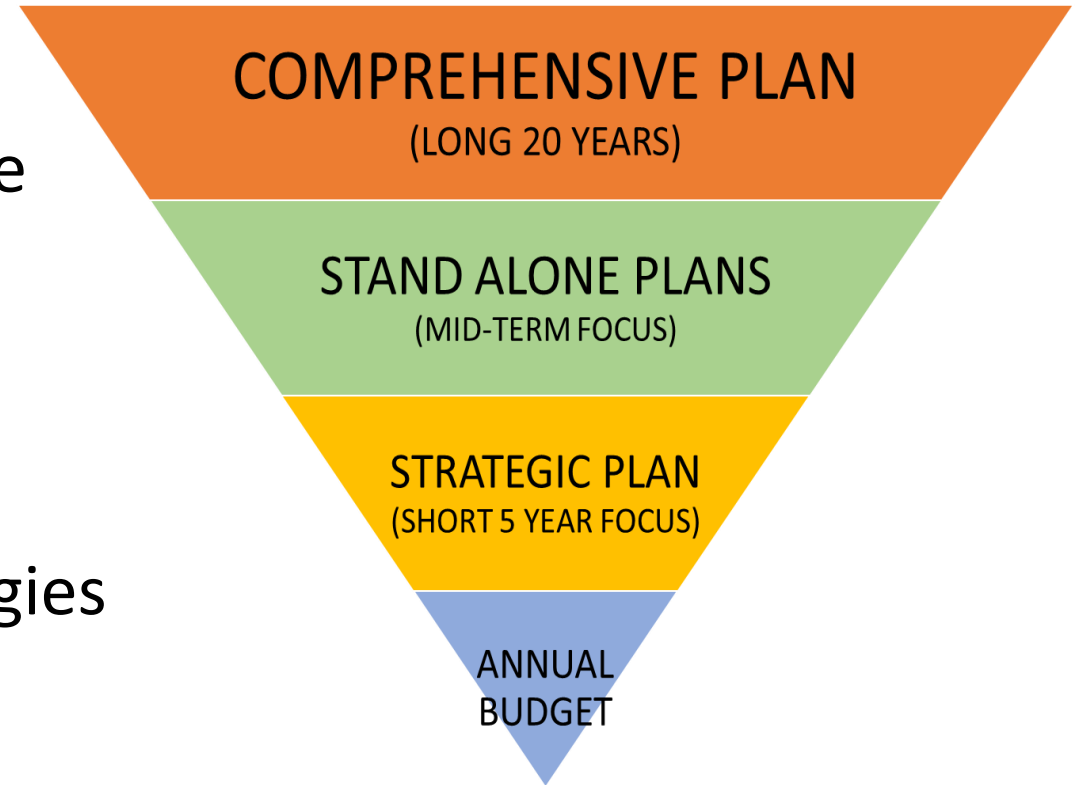 COMPREHENSIVE PLAN
(LONG 20 YEARS)
e
STAND ALONE PLANS
(MID-TERM FOCUS)
STRATEGIC PLAN
(SHORT 5 YEAR FOCUS)
gies
ANNUAL
BUDGET